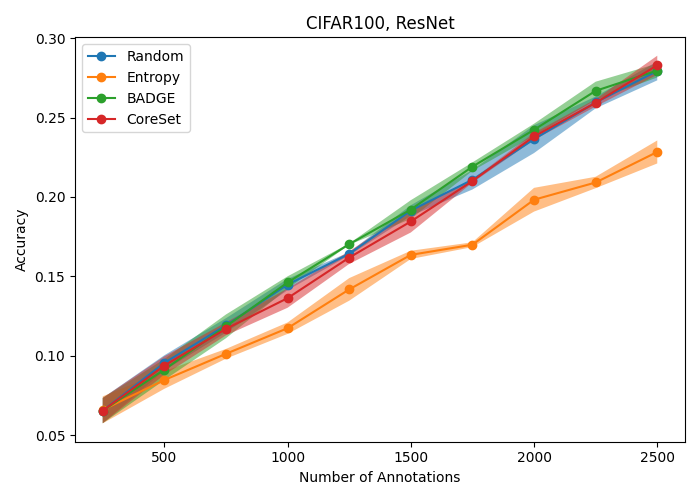 CIFAR100, ResNet
Random
Entropy
BADGE
CoreSet
0.30
0.25
0.20
0.15
0.10
0.05
Accuracy
500 1000 1500 2000 2500
Number of Annotations